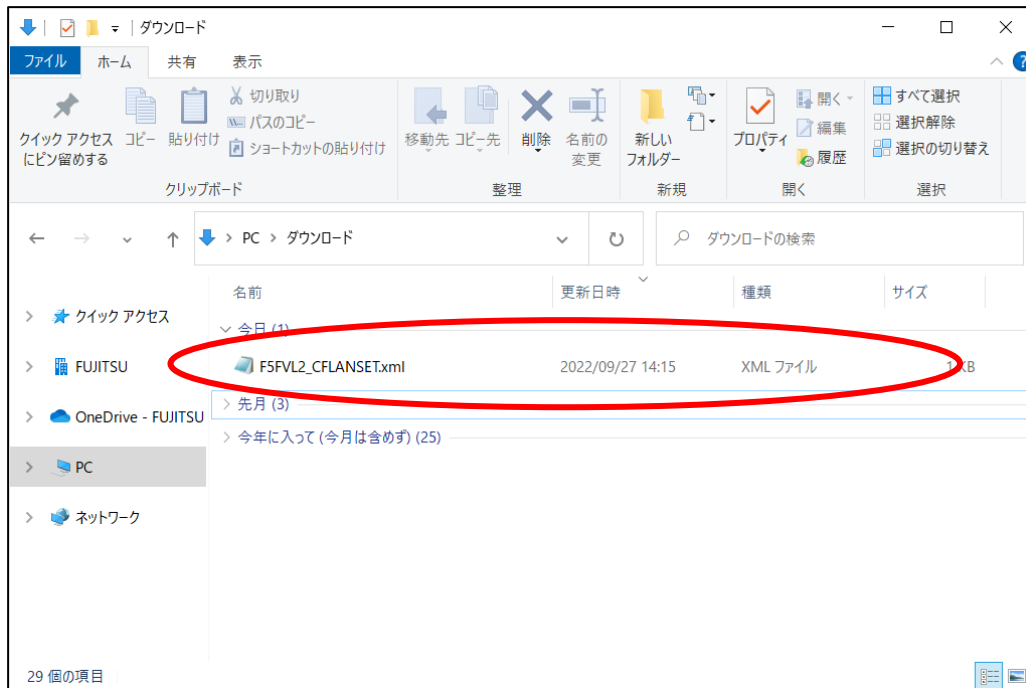 ダウンロード
ファイル ホーム 共有 表示
クイック アクセス
にピン留めする
コピー
貼り付け
切り取り
パスのコピー
ショートカットの貼り付け
クリップボード
移動先 コピー先
削除
名前の
変更
整理
新しい
フォルダー
新規
プロパティ
開く
編集
履歴
開く
すべて選択
選択解除
選択の切り替え
選択
PC ダウンロード
ダウンロードの検索
名前 更新日時 種類 サイズ
クイック アクセス
FUJITSU
OneDrive - FUJITSU
PC
ネットワーク
今日 (1)
F5FVL2_CFLANSET.xml 2022/09/27 14:15 XML ファイル 1 KB
先月 (3)
今年に入って (今月は含めず) (25)
29 個の項目